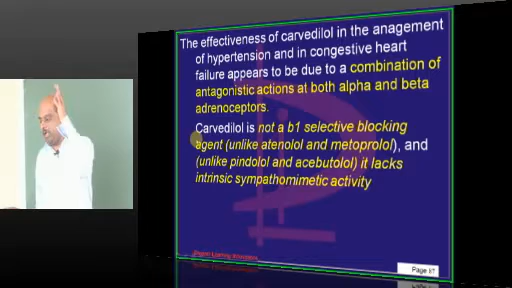 The effectiveness of carvedilol in the anagement
of hypertension and in congestive heart
failure appears to be due to a combination of
antagonistic actions at both alpha and beta
adrenoceptors.
Carvedilol is not a b1 selective blocking
agent (unlike atenolol and metoprolol), and
(unlike pindolol and acebutolol) it lacks
intrinsic sympathomimetic activity